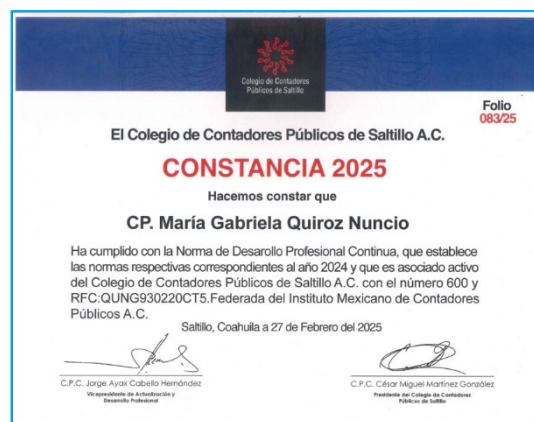 Colegio de Contadores
Públicos de Saltillo
Folio
083/25
El Colegio de Contadores Públicos de Saltillo A.C.
CONSTANCIA 2025
Hacemos constar que
CP. María Gabriela Quiroz Nuncio
Ha cumplido con la Norma de Desarollo Profesional Continua, que establece
las normas respectivas correspondientes al año 2024 y que es asociado activo
del Colegio de Contadores Públicos de Saltillo A.C. con el número 600 y
RFC:QUNG930220CT5.Federada del Instituto Mexicano de Contadores
Públicos A.C.
Saltillo, Coahuila a 27 de Febrero del 2025
C.P.C. Jorge Ayax Cabello Hernández
Vicepresidente de Actualización y
Desarrollo Profesional
C.P.C. César Miguel Martínez González
Presidente del Colegio de Contadores
Públicos de Saltillo